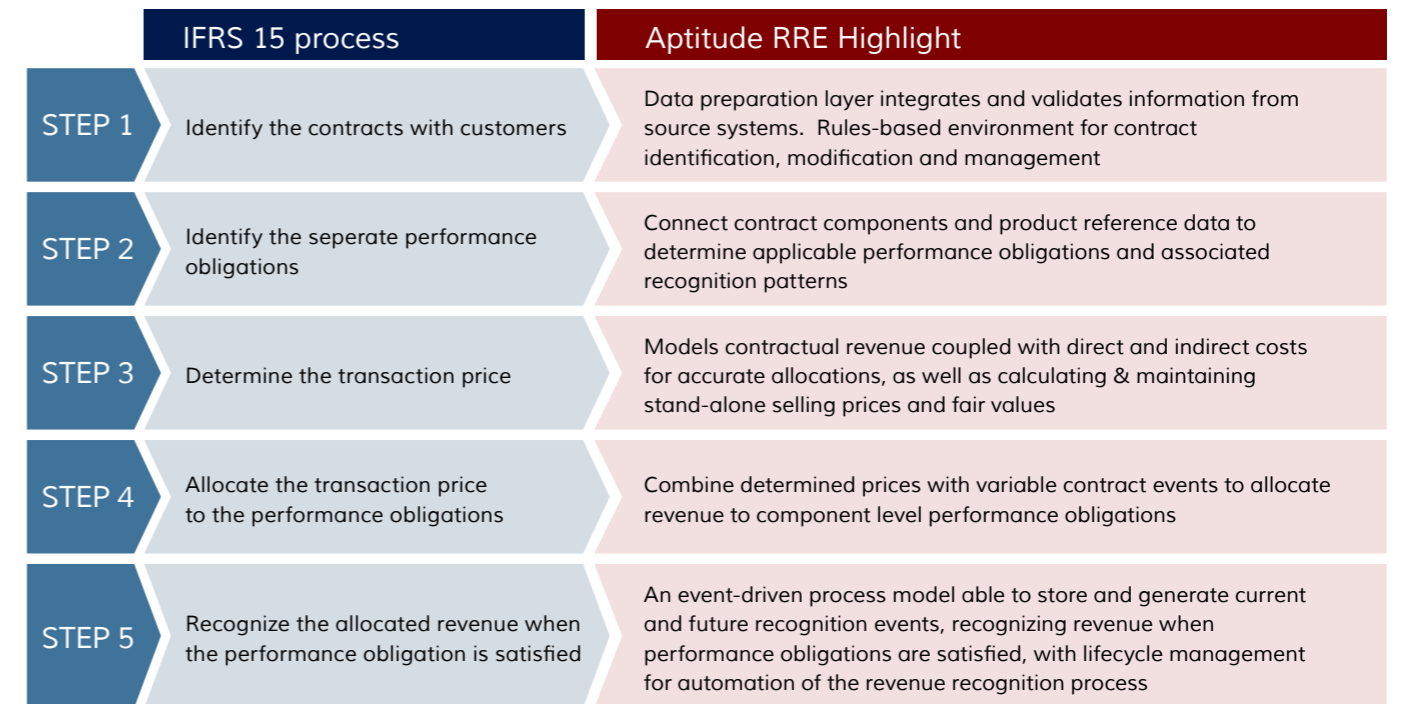 IFRS 15 process
Aptitude RRE Highlight
STEP 1
Identify the contracts with customers
Data preparation layer integrates and validates information from
source systems.  Rules-based environment for contract
identification, modification and management
STEP 2
Identify the seperate performance
obligations
Connect contract components and product reference data to
determine applicable performance obligations and associated
recognition patterns
STEP 3
Determine the transaction price
Models contractual revenue coupled with direct and indirect costs
for accurate allocations, as well as calculating & maintaining
stand-alone selling prices and fair values
STEP 4
Allocate the transaction price
to the performance obligations
Combine determined prices with variable contract events to allocate
revenue to component level performance obligations
STEP 5
Recognize the allocated revenue when
the performance obligation is satisfied
An event-driven process model able to store and generate current
and future recognition events, recognizing revenue when
performance obligations are satisfied, with lifecycle management
for automation of the revenue recognition process